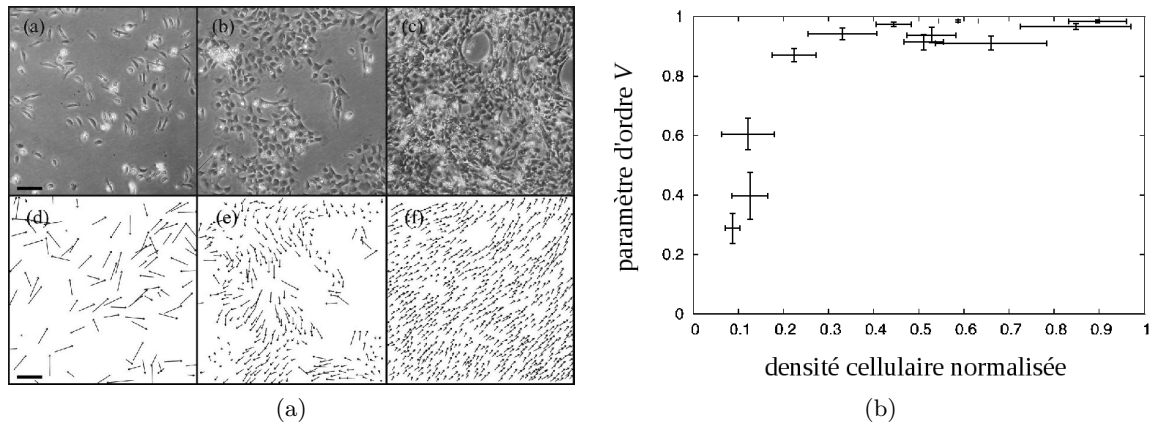 (a) (b) (c)
(d) (e) (f)
(a)
1
0.8
0.6
0.4
0.2
0
paramètre d'ordre V
0 0.1 0.2 0.3 0.4 0.5 0.6 0.7 0.8 0.9 1
densité cellulaire normalisée
(b)